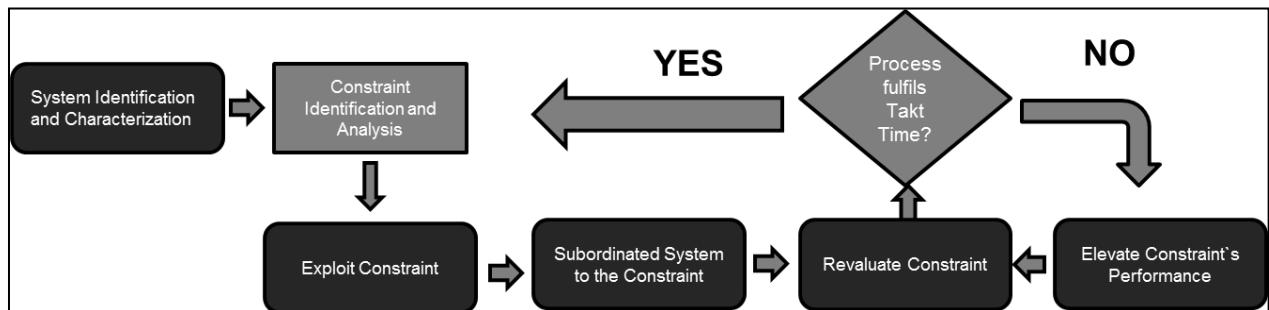 System Identification
and Characterization
Constraint
Identification and
Analysis
YES
Process
fulfils
Takt
Time?
NO
Exploit Constraint
Subordinated System
to the Constraint
Revaluate Constraint
Elevate Constraint`s
Performance